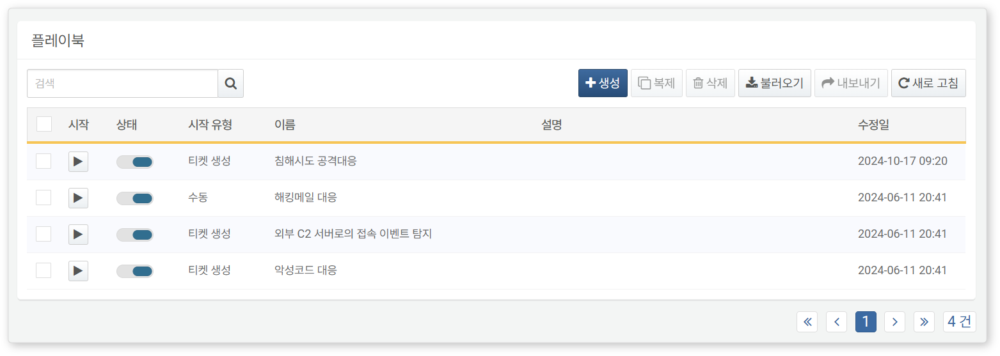 플레이북
검색 생성 복제 삭제 불러오기 내보내기 새로 고침
시작 상태 시작 유형 이름 설명 수정일
티켓 생성 침해시도 공격대응 2024-10-17 09:20
수동 해킹메일 대응 2024-06-11 20:41
티켓 생성 외부 C2 서버로의 접속 이벤트 탐지 2024-06-11 20:41
티켓 생성 악성코드 대응 2024-06-11 20:41
1 4 건